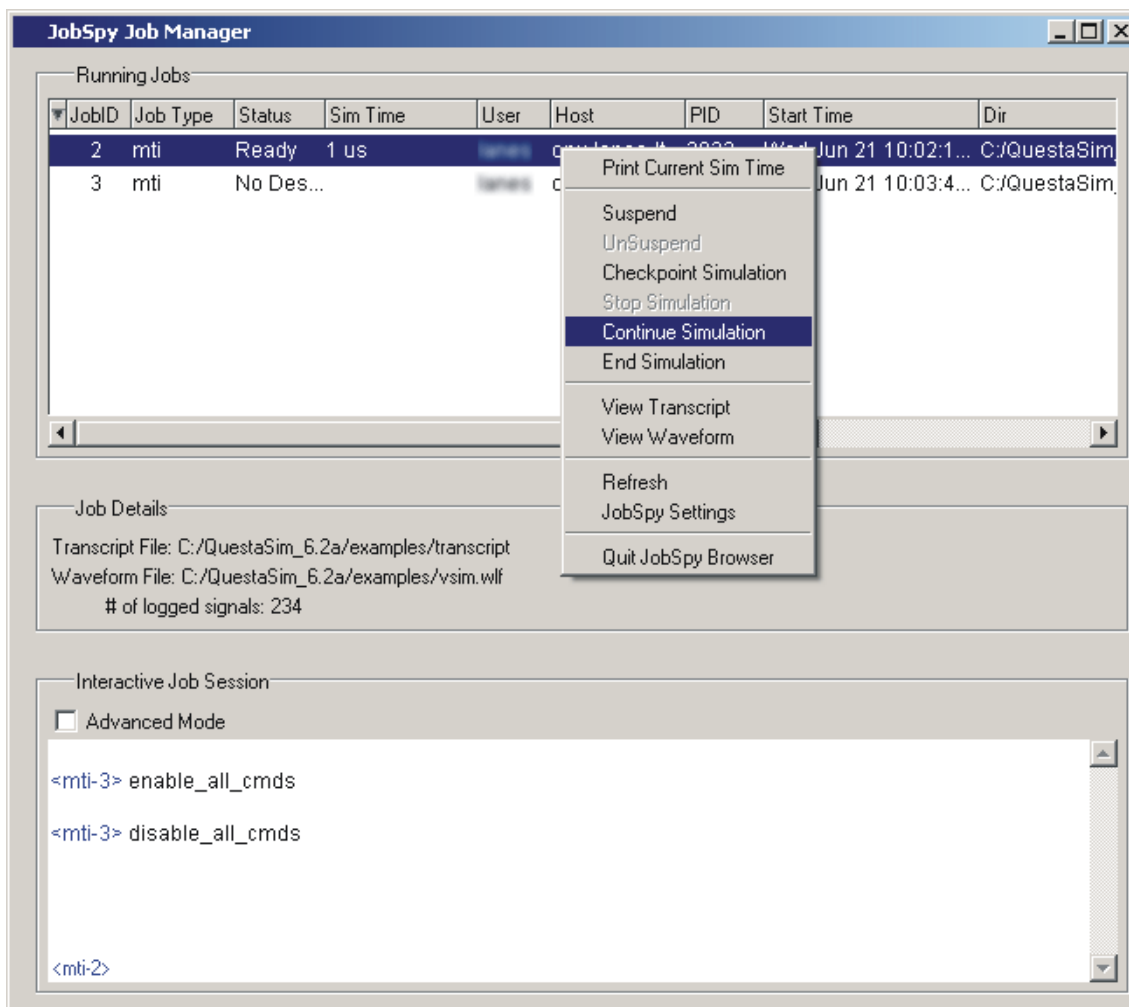 JobSpy Job Manager
Running Jobs
JobID Job Type Status Sim Time User Host PID Start Time Dir
2 mti Ready 1 us Jun 21 10:02:1... C:/QuestaSim_
3 mti No Des... Jun 21 10:03:4... C:/QuestaSim_
Print Current Sim Time
Suspend
UnSuspend
Checkpoint Simulation
Stop Simulation
Continue Simulation
End Simulation
View Transcript
View Waveform
Refresh
JobSpy Settings
Quit JobSpy Browser
Job Details
Transcript File: C:/QuestaSim_6.2a/examples/transcript
Waveform File: C:/QuestaSim_6.2a/examples/vsim.wlf
# of logged signals: 234
Interactive Job Session
Advanced Mode
<mti-3> enable_all_cmds
<mti-3> disable_all_cmds
<mti-2>